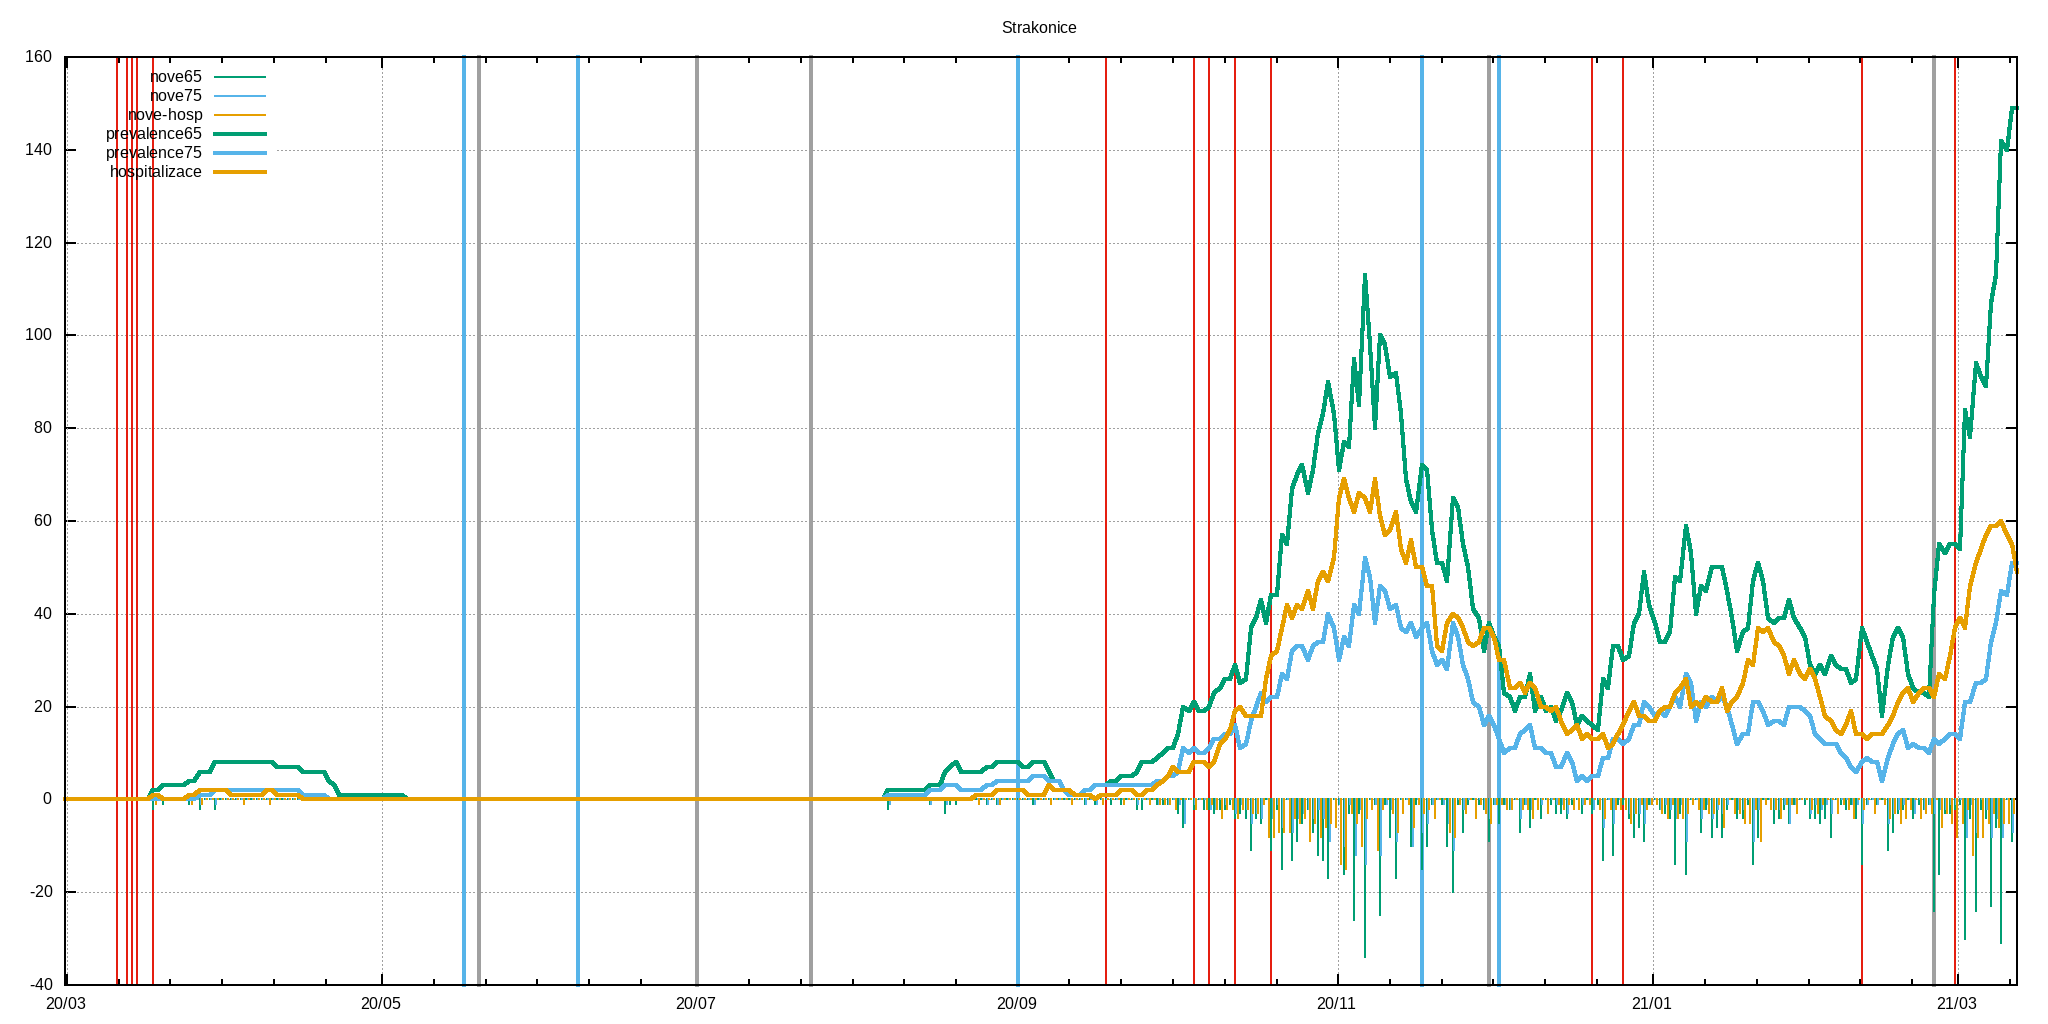 Strakonice
160
140
120
100
80
60
40
20
0
-20
-40
nove65
nove75
nove-hosp
prevalence65
prevalence75
hospitalizace
20/03 20/05 20/07 20/09 20/11 21/01 21/03